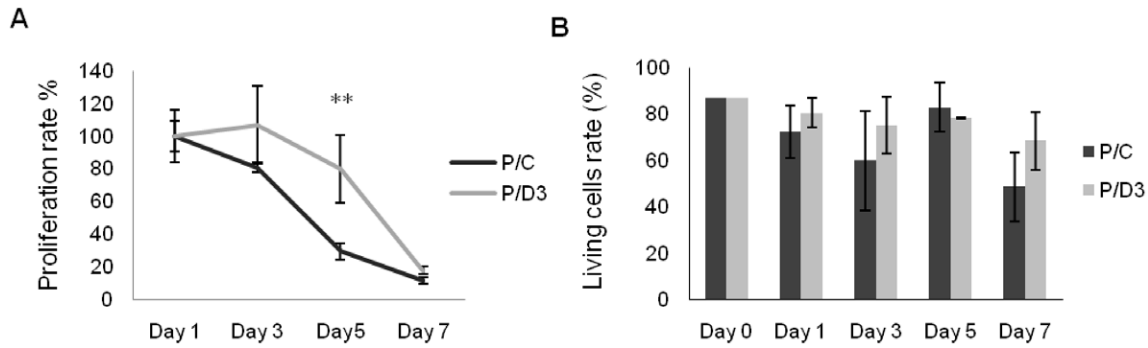 A
Proliferation rate %
140
120
100
80
60
40
20
0
**
Day 1 Day 3 Day5 Day 7
P/C
P/D3
B
Living cells rate (%)
100
80
60
40
20
0
Day 0 Day 1 Day 3 Day 5 Day 7
P/C
P/D3